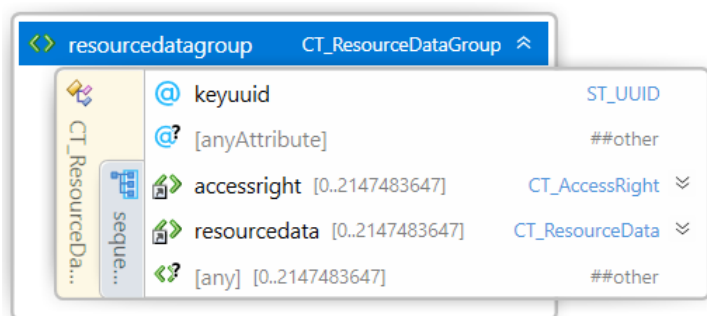 resourcedatagroup CT_ResourceDataGroup
CT_ResourceDa...
seque...
@ keyuuid ST_UUID
@? [anyAttribute] ##other
accessright [0..2147483647] CT_AccessRight
resourcedata [0..2147483647] CT_ResourceData
[any] [0..2147483647] ##other